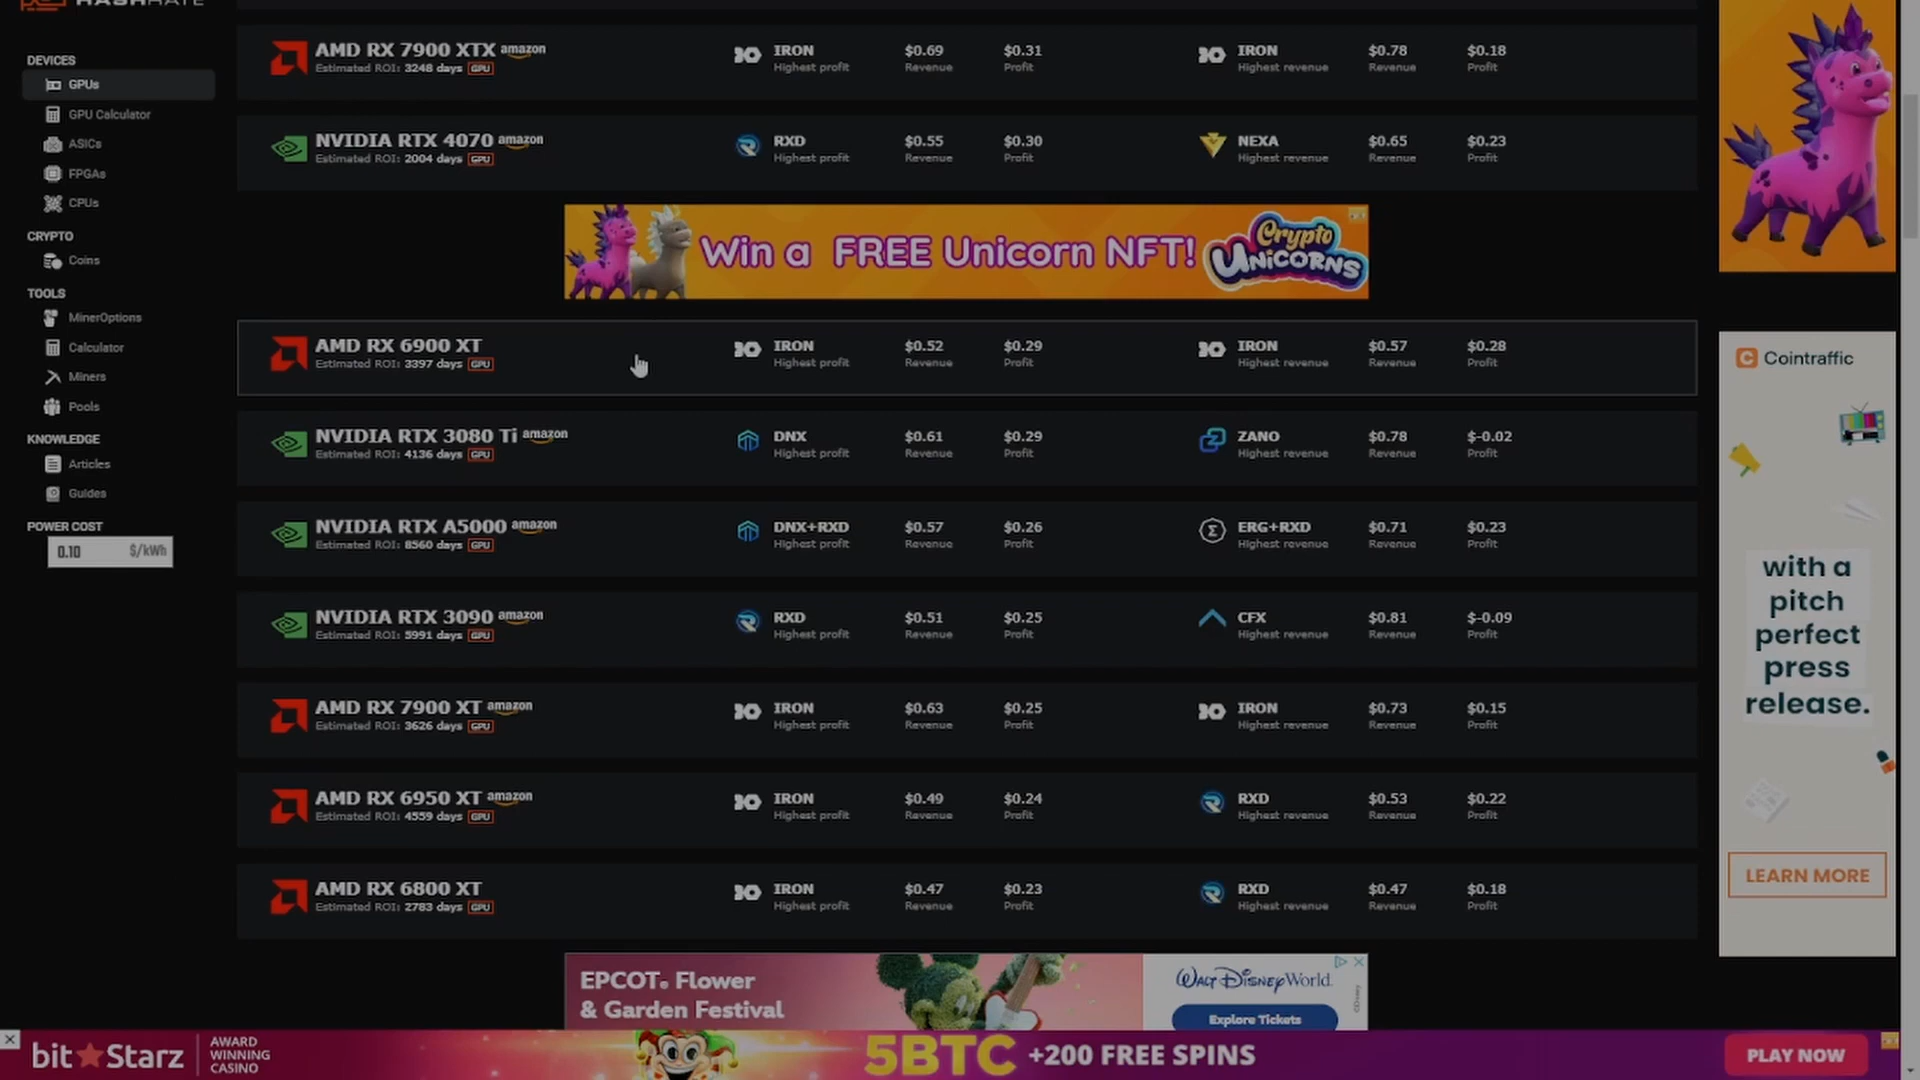 HASHRATE
DEVICES
GPUs
GPU Calculator
ASICs
FPGAs
CPUs
CRYPTO
Coins
TOOLS
MinerOptions
Calculator
Miners
Pools
KNOWLEDGE
Articles
Guides
POWER COST
0.10 $/kWh
AMD RX 7900 XTX amazon IRON $0.69 $0.31 IRON $0.78 $0.18
Estimated ROI: 3248 days GPU Highest profit Revenue Profit Highest revenue Revenue Profit
NVIDIA RTX 4070 amazon RXD $0.55 $0.30 NEXA $0.65 $0.23
Estimated ROI: 2004 days GPU Highest profit Revenue Profit Highest revenue Revenue Profit
Win a FREE Unicorn NFT! Crypto
UNICORNS
AMD RX 6900 XT IRON $0.52 $0.29 IRON $0.57 $0.28
Estimated ROI: 3397 days GPU Highest profit Revenue Profit Highest revenue Revenue Profit
NVIDIA RTX 3080 Ti amazon DNX $0.61 $0.29 ZANO $0.78 $-0.02
Estimated ROI: 4136 days GPU Highest profit Revenue Profit Highest revenue Revenue Profit
NVIDIA RTX A5000 amazon DNX+RXD $0.57 $0.26 ERG+RXD $0.71 $0.23
Estimated ROI: 8560 days GPU Highest profit Revenue Profit Highest revenue Revenue Profit
NVIDIA RTX 3090 amazon RXD $0.51 $0.25 CFX $0.81 $-0.09
Estimated ROI: 5991 days GPU Highest profit Revenue Profit Highest revenue Revenue Profit
AMD RX 7900 XT amazon IRON $0.63 $0.25 IRON $0.73 $0.15
Estimated ROI: 3626 days GPU Highest profit Revenue Profit Highest revenue Revenue Profit
AMD RX 6950 XT amazon IRON $0.49 $0.24 RXD $0.53 $0.22
Estimated ROI: 4559 days GPU Highest profit Revenue Profit Highest revenue Revenue Profit
AMD RX 6800 XT IRON $0.47 $0.23 RXD $0.47 $0.18
Estimated ROI: 2783 days GPU Highest profit Revenue Profit Highest revenue Revenue Profit
EPCOT® Flower
& Garden Festival
WALT DISNEY World.
Explore Tickets
©Disney
Cointraffic
with a
pitch
perfect
press
release.
LEARN MORE
bit Starz
AWARD
WINNING
CASINO
5BTC +200 FREE SPINS
PLAY NOW